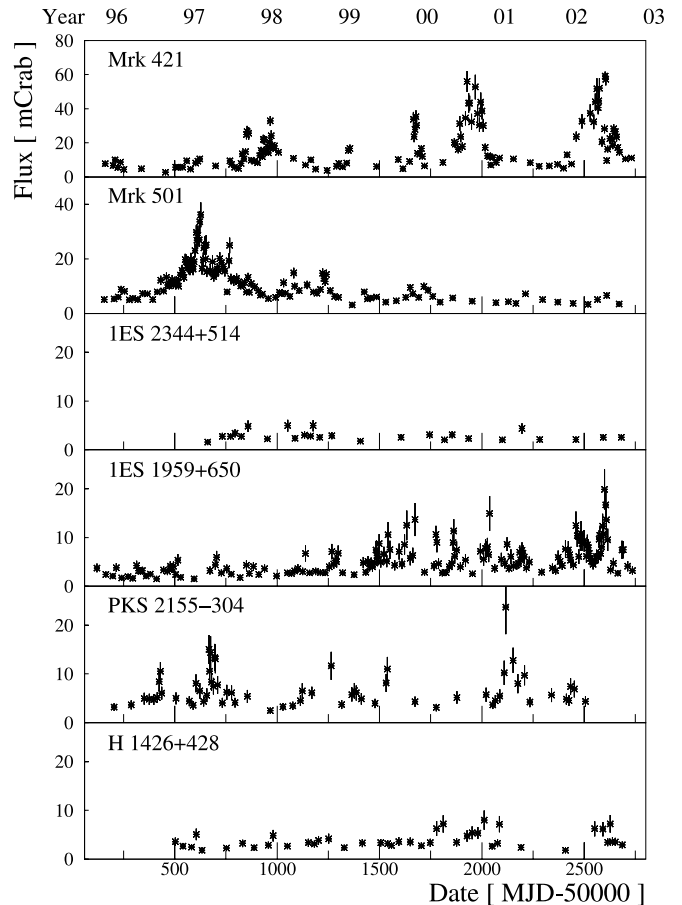 Year 96 97 98 99 00 01 02 03
Flux [ mCrab ]
80
60
40
20
0
Mrk 421
40
20
0
Mrk 501
20
10
0
1ES 2344+514
20
10
0
1ES 1959+650
20
10
0
PKS 2155−304
20
10
0
H 1426+428
500 1000 1500 2000 2500
Date [ MJD-50000 ]